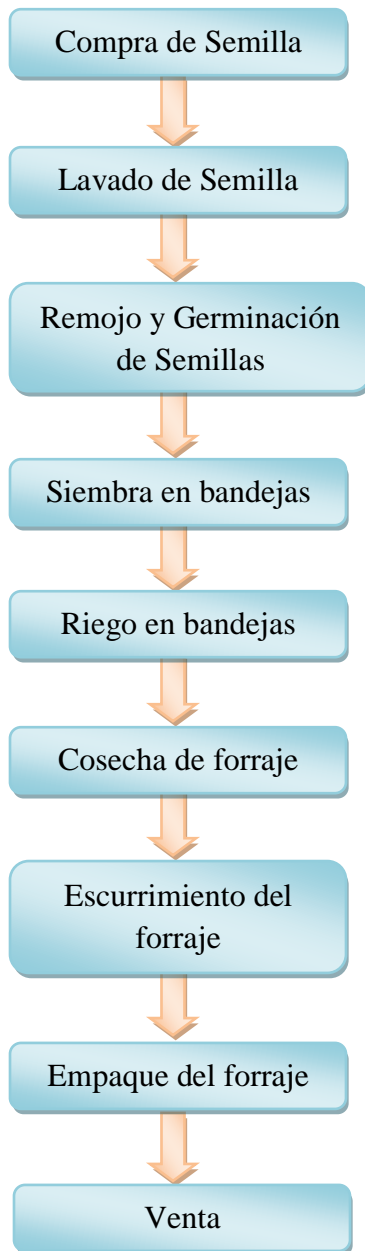 Compra de Semilla
Lavado de Semilla
Remojo y Germinación
de Semillas
Siembra en bandejas
Riego en bandejas
Cosecha de forraje
Escurrimiento del
forraje
Empaque del forraje
Venta